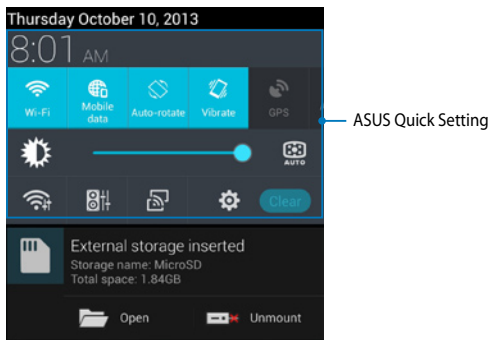 Thursday October 10, 2013
8:01 AM
Wi-Fi
Mobile data
Auto-rotate
Vibrate
GPS
ASUS Quick Setting
AUTO
Clear
External storage inserted
Storage name: MicroSD
Total space: 1.84GB
Open
Unmount